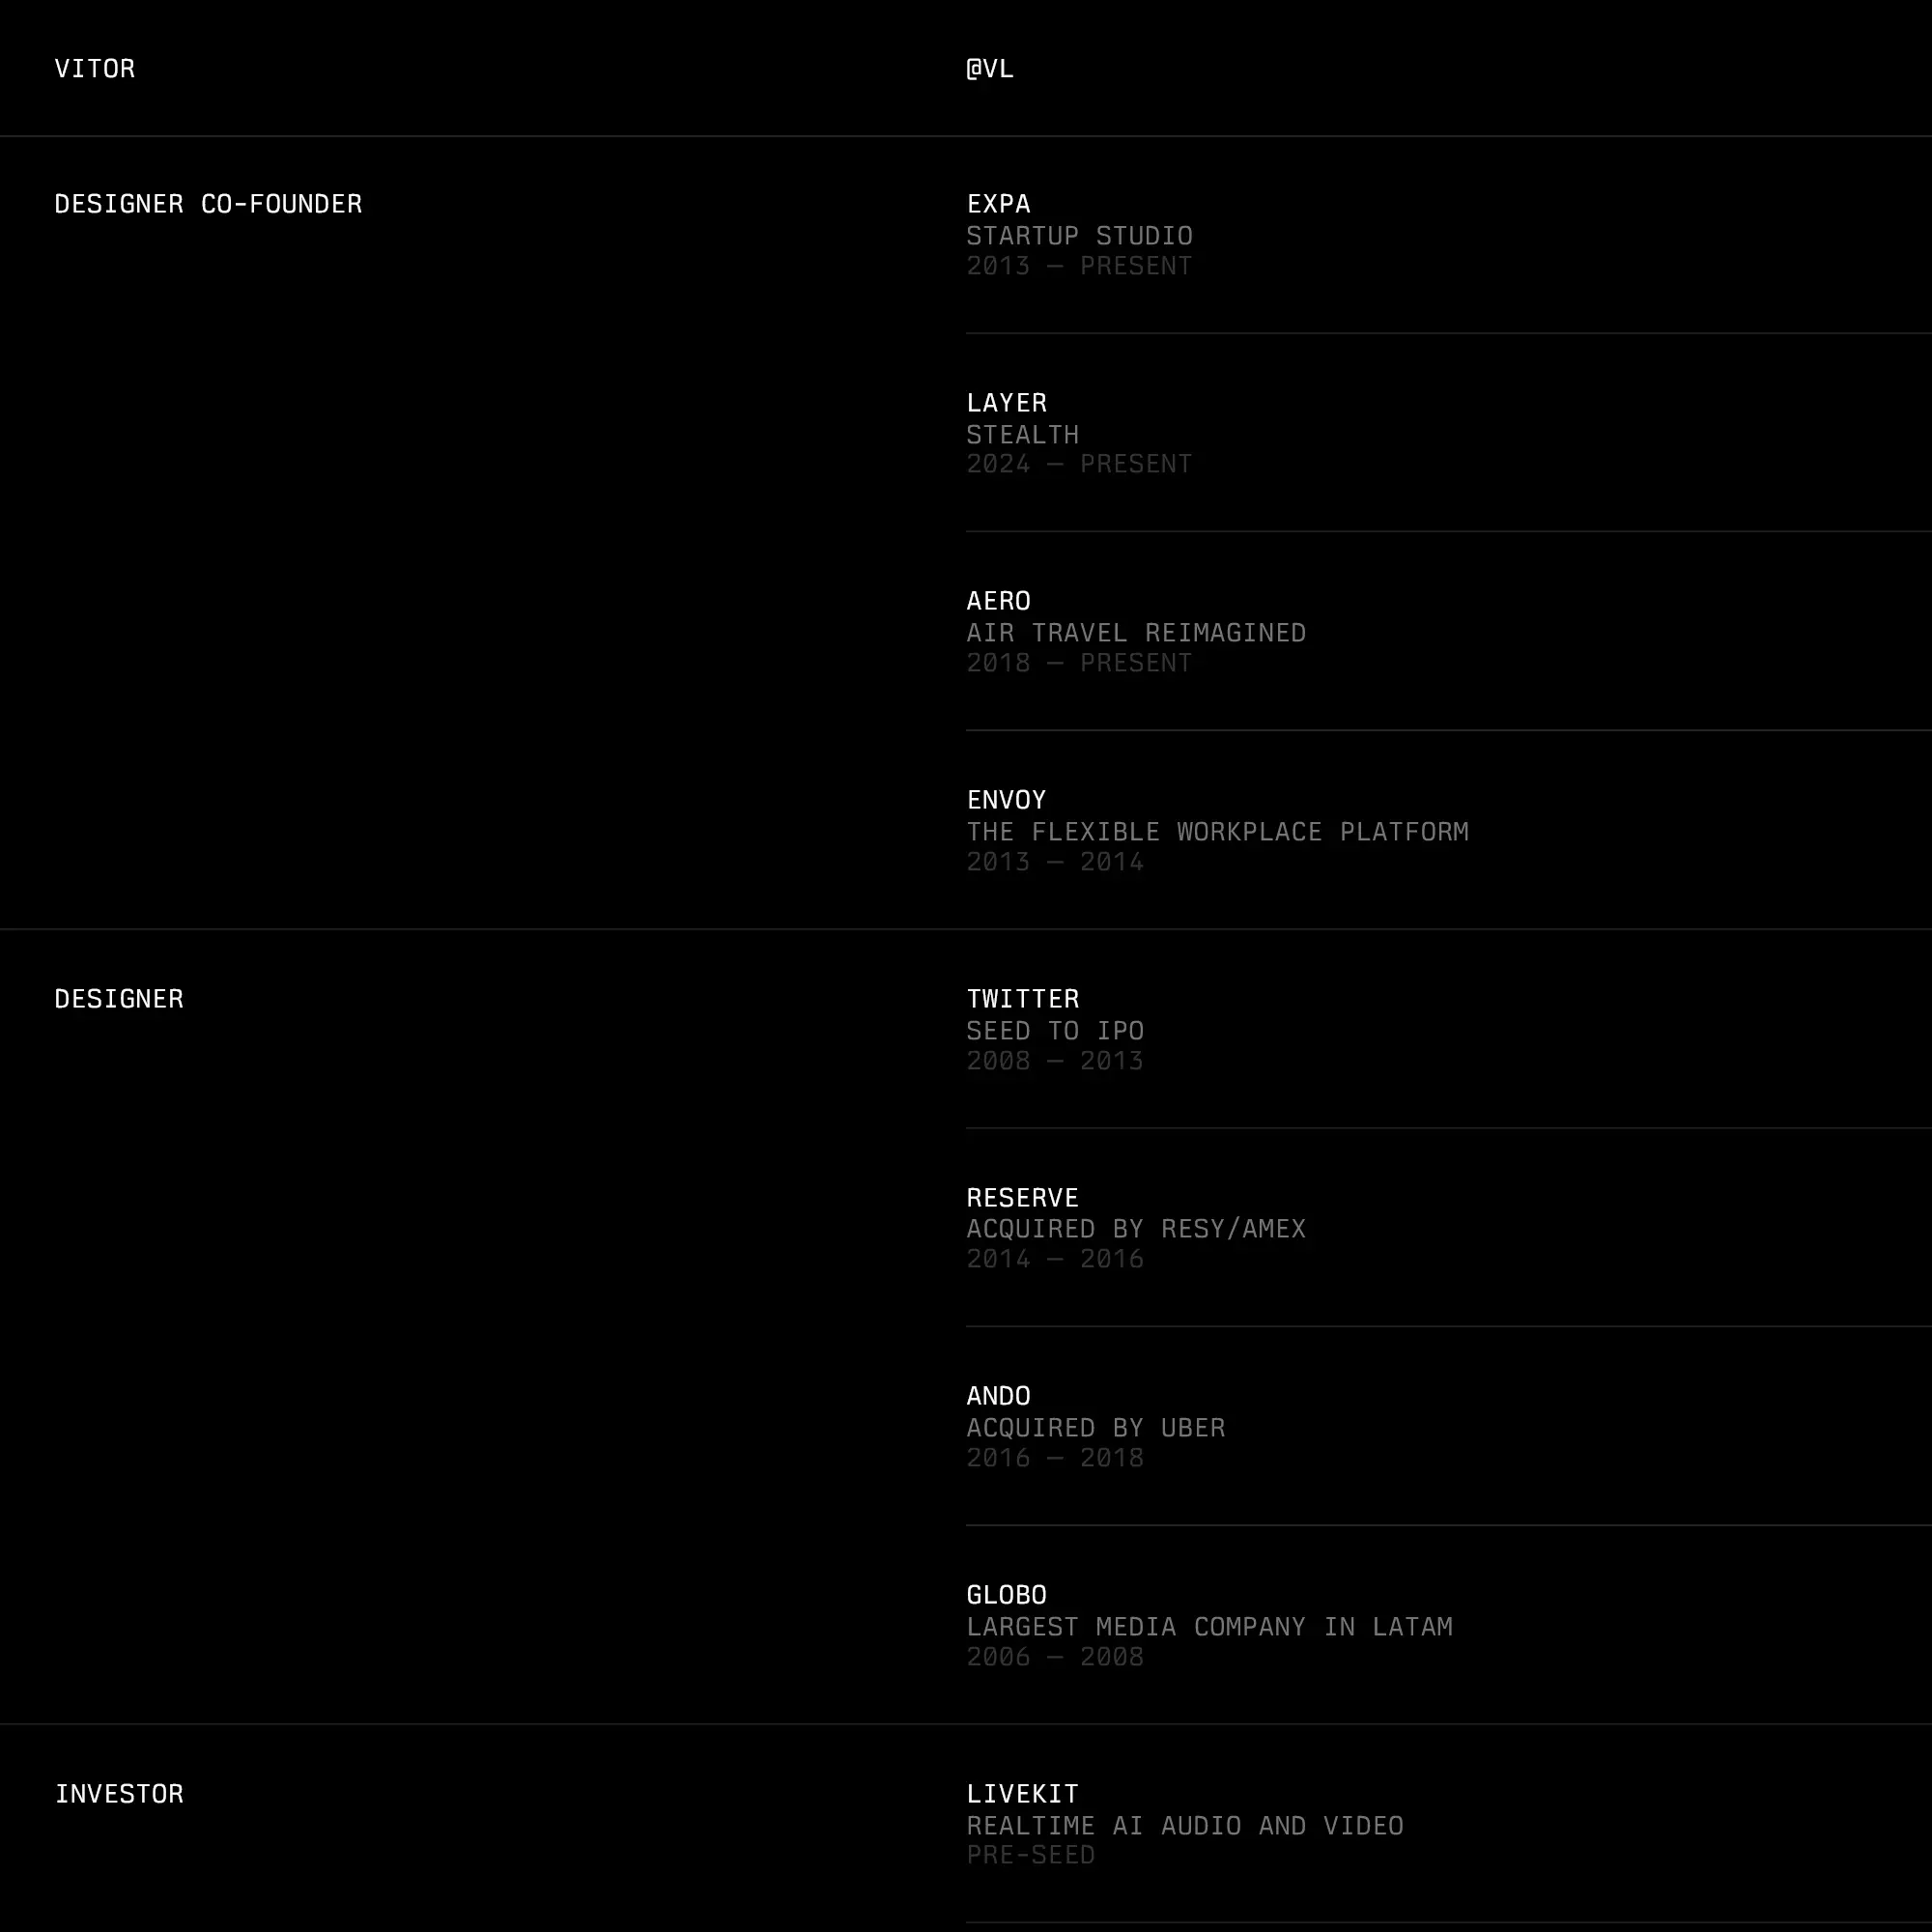 VITOR
@VL
DESIGNER CO-FOUNDER
EXPA
STARTUP STUDIO
2013 — PRESENT
LAYER
STEALTH
2024 — PRESENT
AERO
AIR TRAVEL REIMAGINED
2018 — PRESENT
ENVOY
THE FLEXIBLE WORKPLACE PLATFORM
2013 — 2014
DESIGNER
TWITTER
SEED TO IPO
2008 — 2013
RESERVE
ACQUIRED BY RESY/AMEX
2014 — 2016
ANDO
ACQUIRED BY UBER
2016 — 2018
GLOBO
LARGEST MEDIA COMPANY IN LATAM
2006 — 2008
INVESTOR
LIVEKIT
REALTIME AI AUDIO AND VIDEO
PRE-SEED